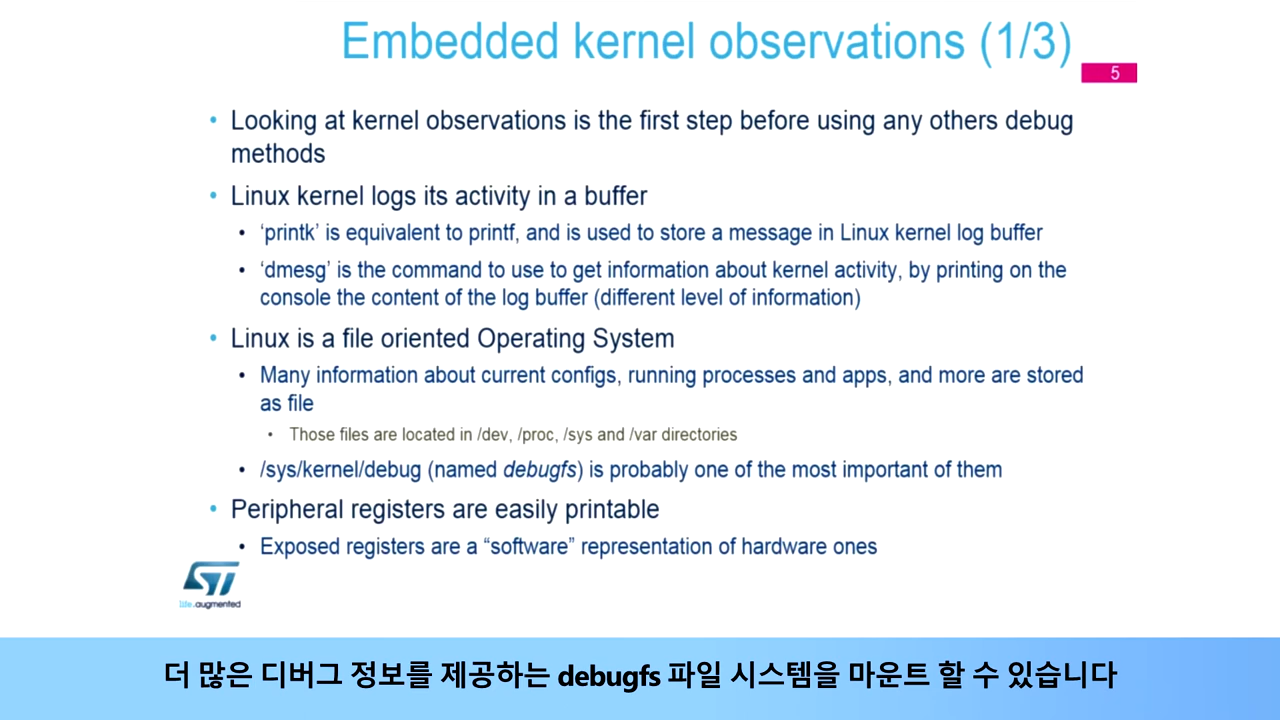 Embedded kernel observations (1/3)
5
• Looking at kernel observations is the first step before using any others debug
methods
• Linux kernel logs its activity in a buffer
• ‘printk’ is equivalent to printf, and is used to store a message in Linux kernel log buffer
• ‘dmesg’ is the command to use to get information about kernel activity, by printing on the
console the content of the log buffer (different level of information)
• Linux is a file oriented Operating System
• Many information about current configs, running processes and apps, and more are stored
as file
• Those files are located in /dev, /proc, /sys and /var directories
• /sys/kernel/debug (named debugfs) is probably one of the most important of them
• Peripheral registers are easily printable
• Exposed registers are a “software” representation of hardware ones
ST
life.augmented
더 많은 디버그 정보를 제공하는 debugfs 파일 시스템을 마운트 할 수 있습니다